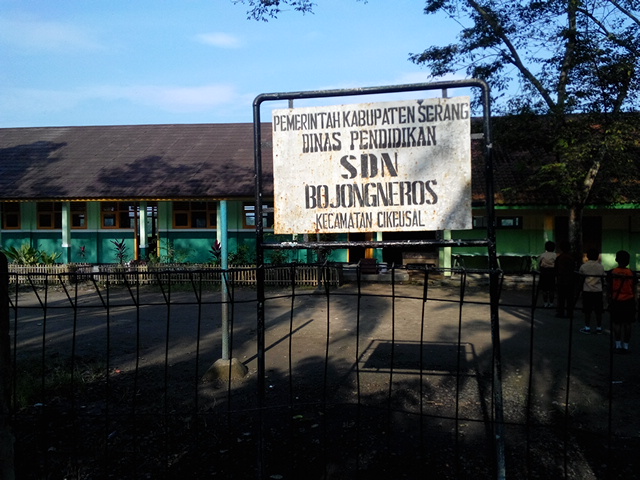 PEMERINTAH KABUPATEN SERANG
DINAS PENDIDIKAN
SDN
BOJONGNEROS
KECAMATAN CIKEUSAL